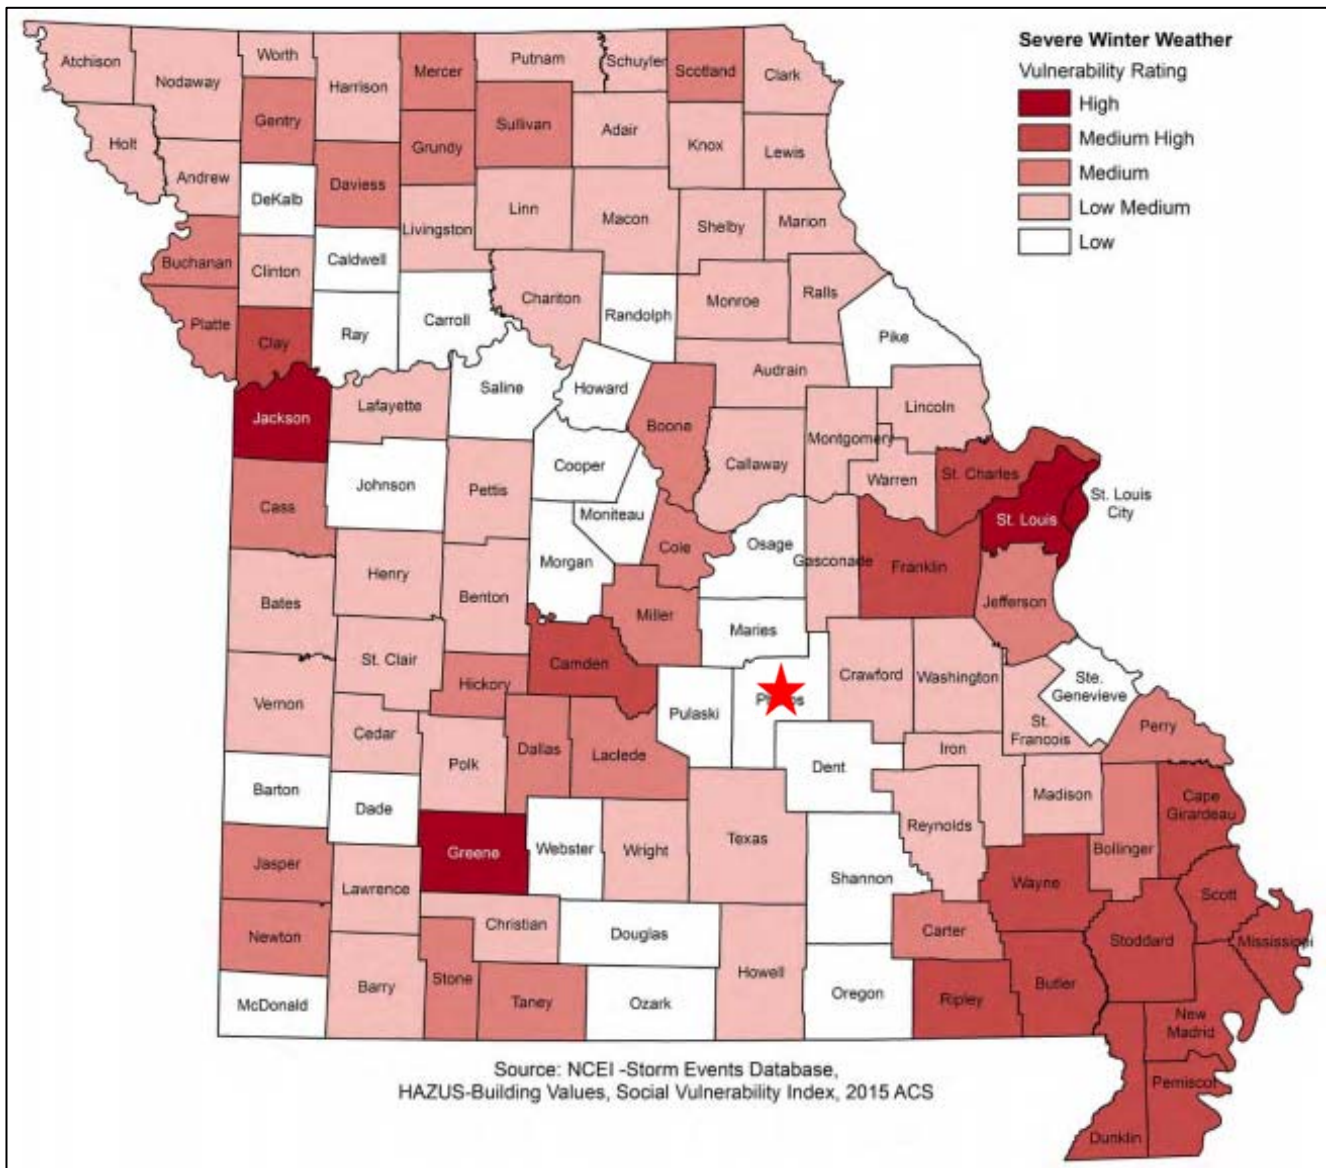 Severe Winter Weather
Vulnerability Rating
High
Medium High
Medium
Low Medium
Low
Atchison
Nodaway
Worth
Harrison
Mercer
Putnam
Schuyler
Scotland
Clark
Holt
Gentry
Grundy
Sullivan
Adair
Knox
Lewis
Andrew
DeKalb
Daviess
Livingston
Linn
Macon
Shelby
Marion
Buchanan
Clinton
Caldwell
Chariton
Monroe
Ralls
Platte
Clay
Ray
Carroll
Randolph
Pike
Jackson
Lafayette
Saline
Howard
Audrain
Lincoln
Boone
Montgomery
Cooper
Callaway
Warren
St. Charles
Cass
Johnson
Pettis
Moniteau
St. Louis
St. Louis
City
Morgan
Cole
Osage
Gasconade
Franklin
Henry
Bates
Benton
Miller
Maries
Jefferson
St. Clair
Camden
Crawford
Washington
Ste.
Genevieve
Vernon
Hickory
Pulaski
St.
Francois
Perry
Cedar
Polk
Dallas
Laclede
Dent
Iron
Barton
Dade
Madison
Cape
Girardeau
Jasper
Greene
Webster
Wright
Texas
Reynolds
Bollinger
Lawrence
Shannon
Wayne
Scott
Newton
Christian
Douglas
Carter
Stoddard
Mississippi
McDonald
Barry
Stone
Taney
Ozark
Howell
Oregon
Ripley
Butler
New
Madrid
Pemiscot
Dunklin
Source: NCEI -Storm Events Database,
HAZUS-Building Values, Social Vulnerability Index, 2015 ACS